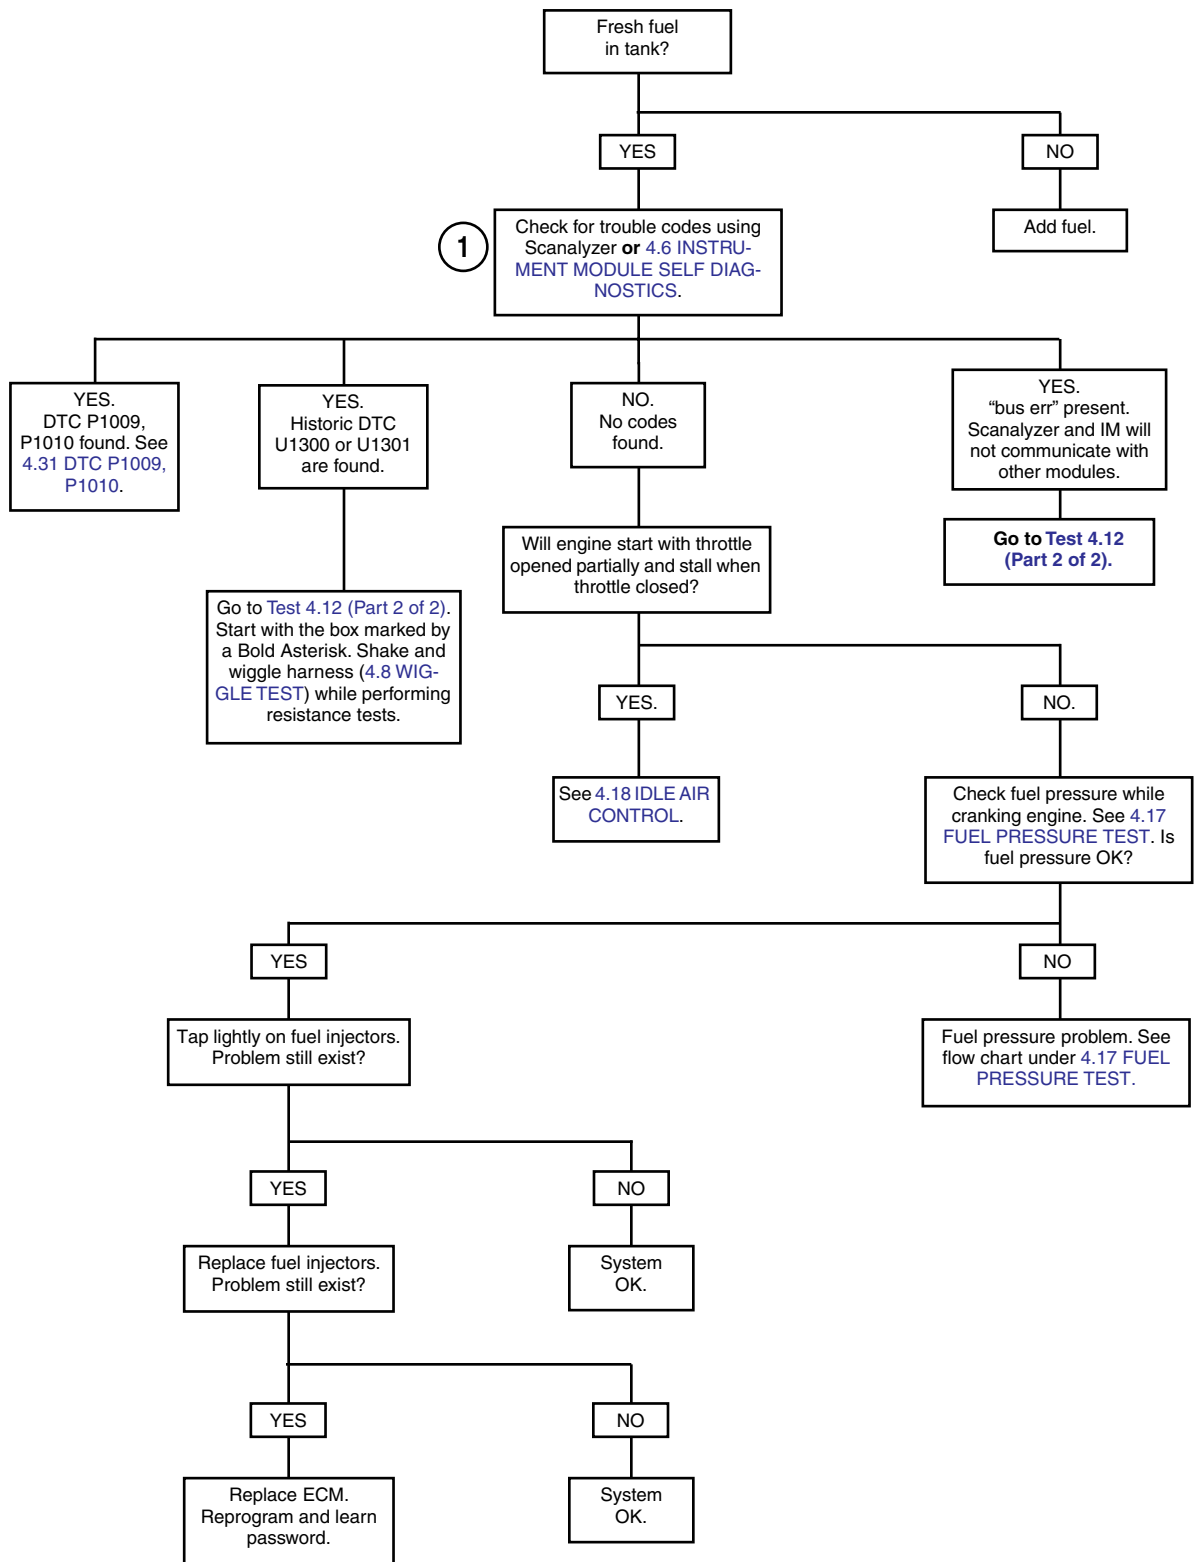 Fresh fuel
in tank?
YES
NO
1
Check for trouble codes using
Scanalyzer or 4.6 INSTRU-
MENT MODULE SELF DIAG-
NOSTICS.
Add fuel.
YES.
DTC P1009,
P1010 found. See
4.31 DTC P1009,
P1010.
YES.
Historic DTC
U1300 or U1301
are found.
NO.
No codes
found.
YES.
“bus err” present.
Scanalyzer and IM will
not communicate with
other modules.
Go to Test 4.12
(Part 2 of 2).
Will engine start with throttle
opened partially and stall when
throttle closed?
Go to Test 4.12 (Part 2 of 2).
Start with the box marked by
a Bold Asterisk. Shake and
wiggle harness (4.8 WIG-
GLE TEST) while performing
resistance tests.
YES.
NO.
See 4.18 IDLE AIR
CONTROL.
Check fuel pressure while
cranking engine. See 4.17
FUEL PRESSURE TEST. Is
fuel pressure OK?
YES
NO
Tap lightly on fuel injectors.
Problem still exist?
Fuel pressure problem. See
flow chart under 4.17 FUEL
PRESSURE TEST.
YES
NO
Replace fuel injectors.
Problem still exist?
System
OK.
YES
NO
Replace ECM.
Reprogram and learn
password.
System
OK.